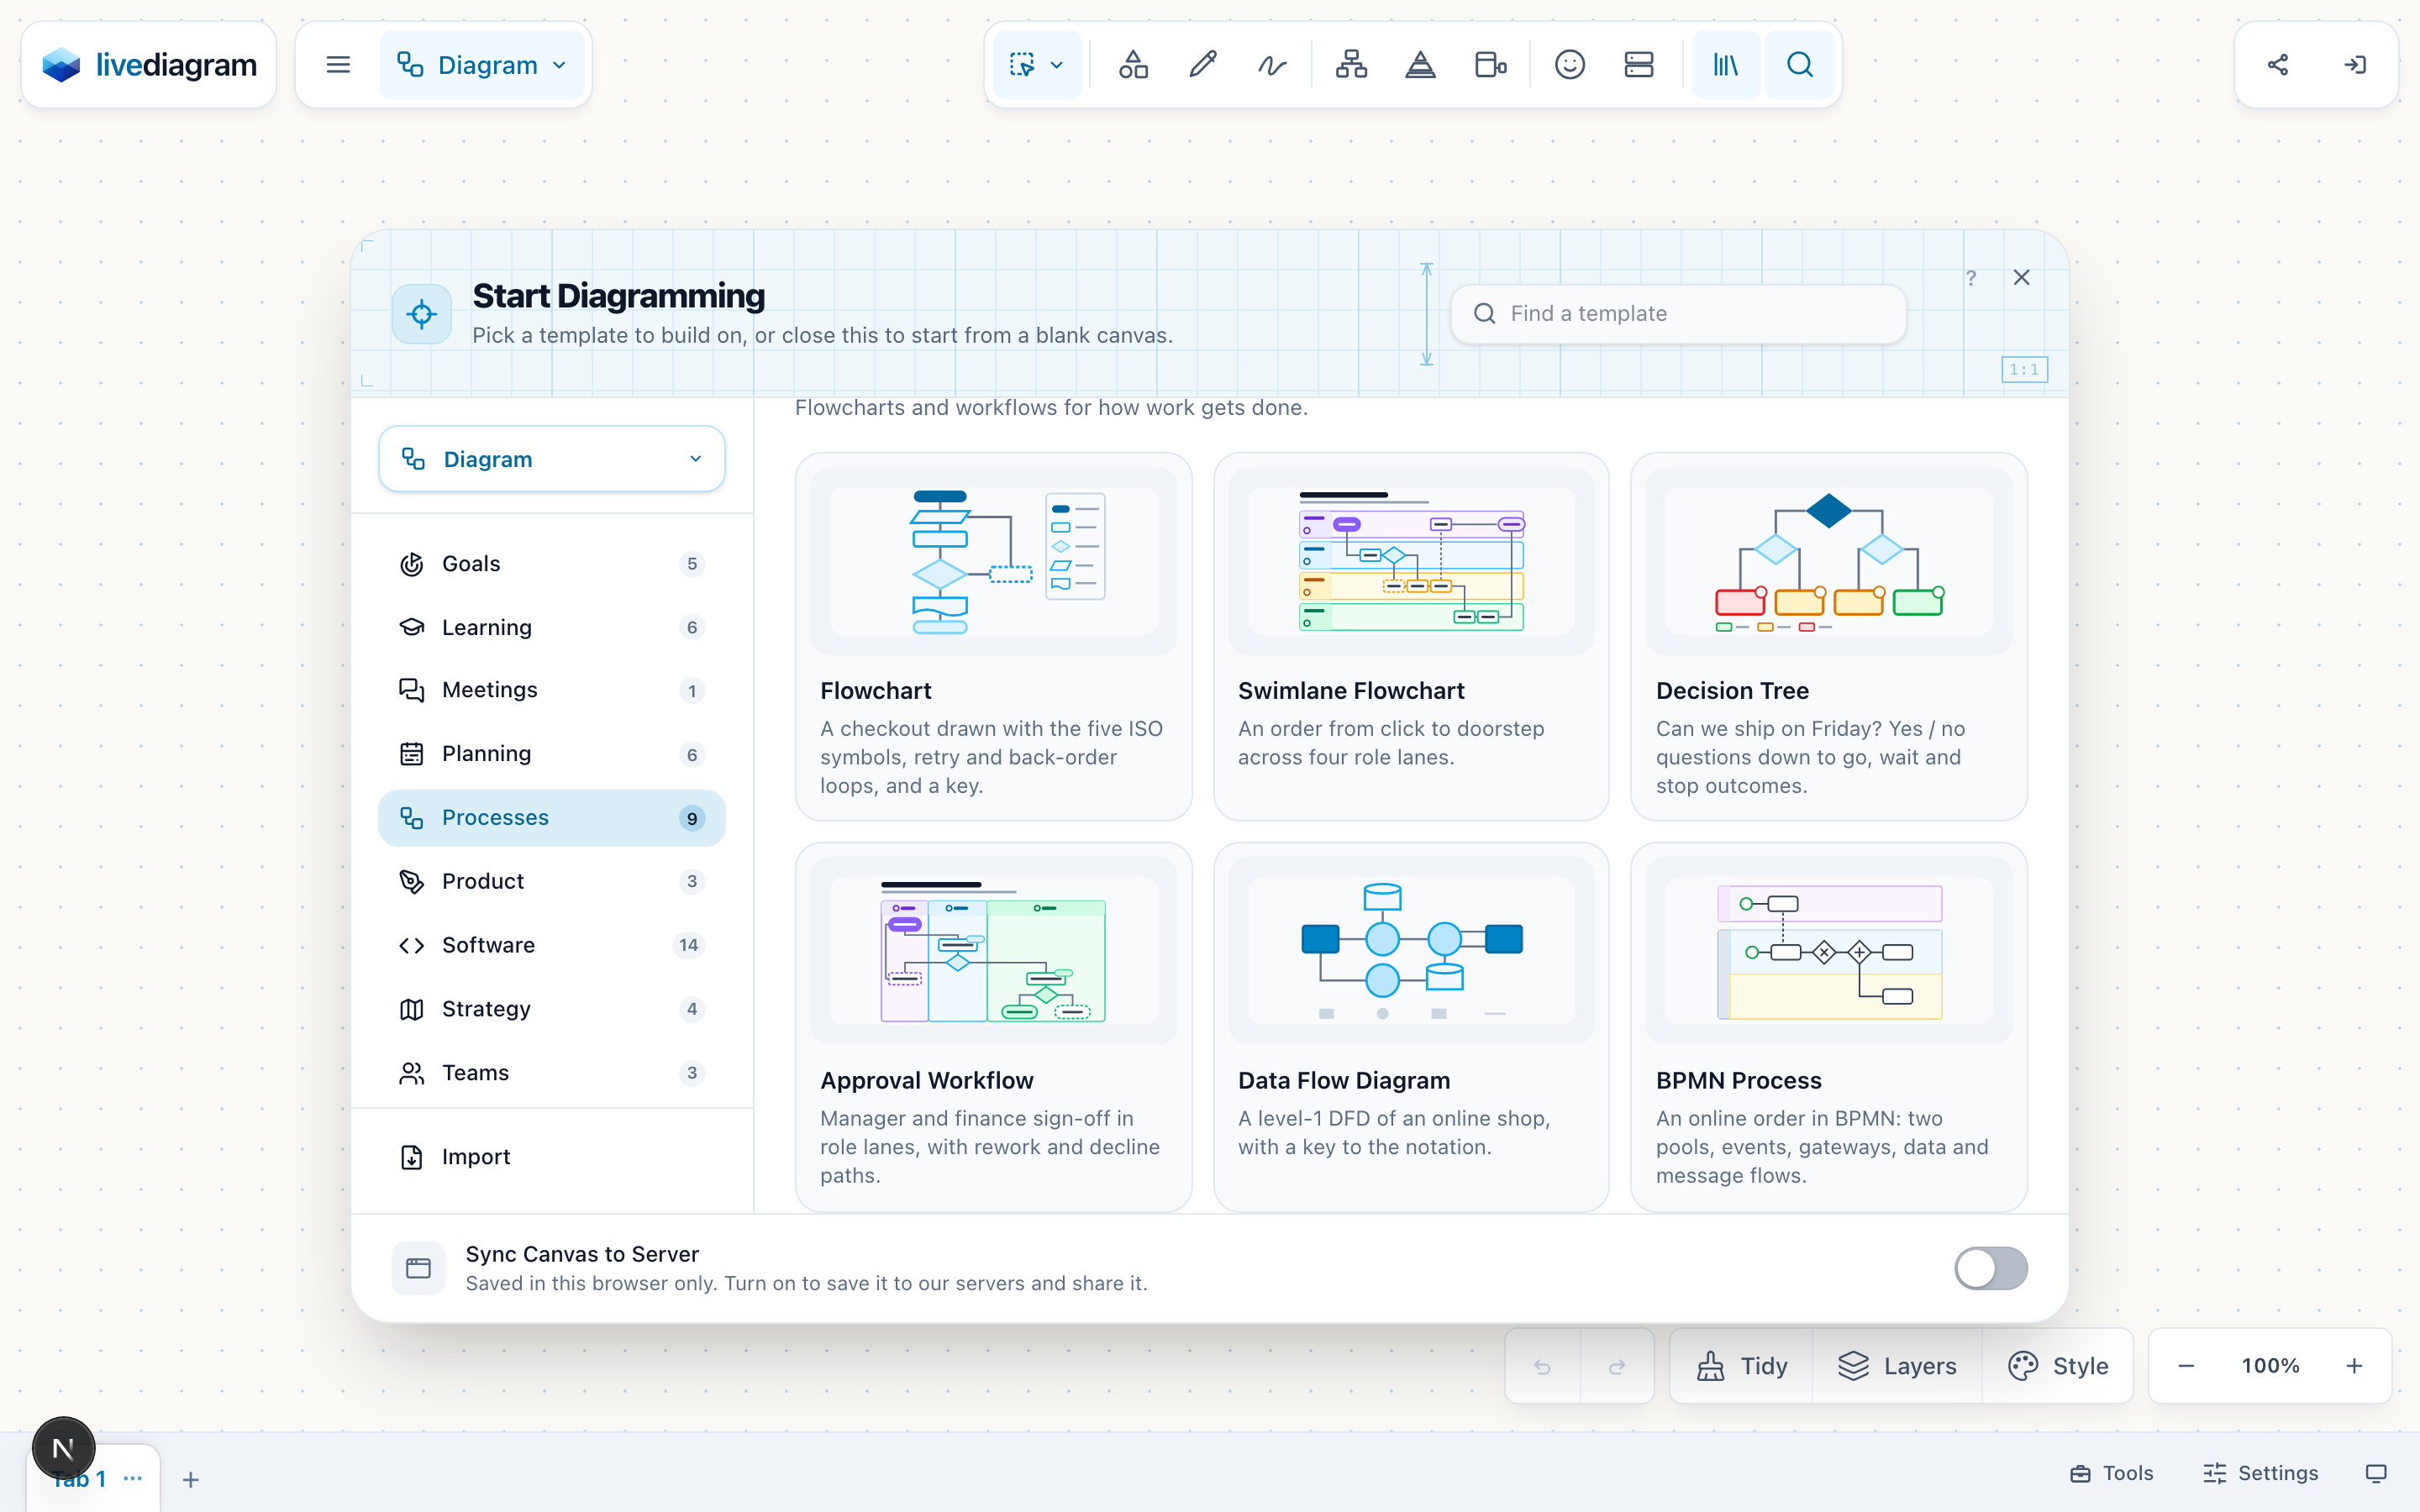 livediagram
Diagram
Start Diagramming
Pick a template to build on, or close this to start from a blank canvas.
Find a template
?
1:1
Diagram
Goals 5
Learning 6
Meetings 1
Planning 6
Processes 9
Product 3
Software 14
Strategy 4
Teams 3
Import
Flowcharts and workflows for how work gets done.
Flowchart
A checkout drawn with the five ISO
symbols, retry and back-order
loops, and a key.
Swimlane Flowchart
An order from click to doorstep
across four role lanes.
Decision Tree
Can we ship on Friday? Yes / no
questions down to go, wait and
stop outcomes.
Approval Workflow
Manager and finance sign-off in
role lanes, with rework and decline
paths.
Data Flow Diagram
A level-1 DFD of an online shop,
with a key to the notation.
BPMN Process
An online order in BPMN: two
pools, events, gateways, data and
message flows.
Sync Canvas to Server
Saved in this browser only. Turn on to save it to our servers and share it.
Tidy
Layers
Style
100%
N
Tab 1
Tools
Settings